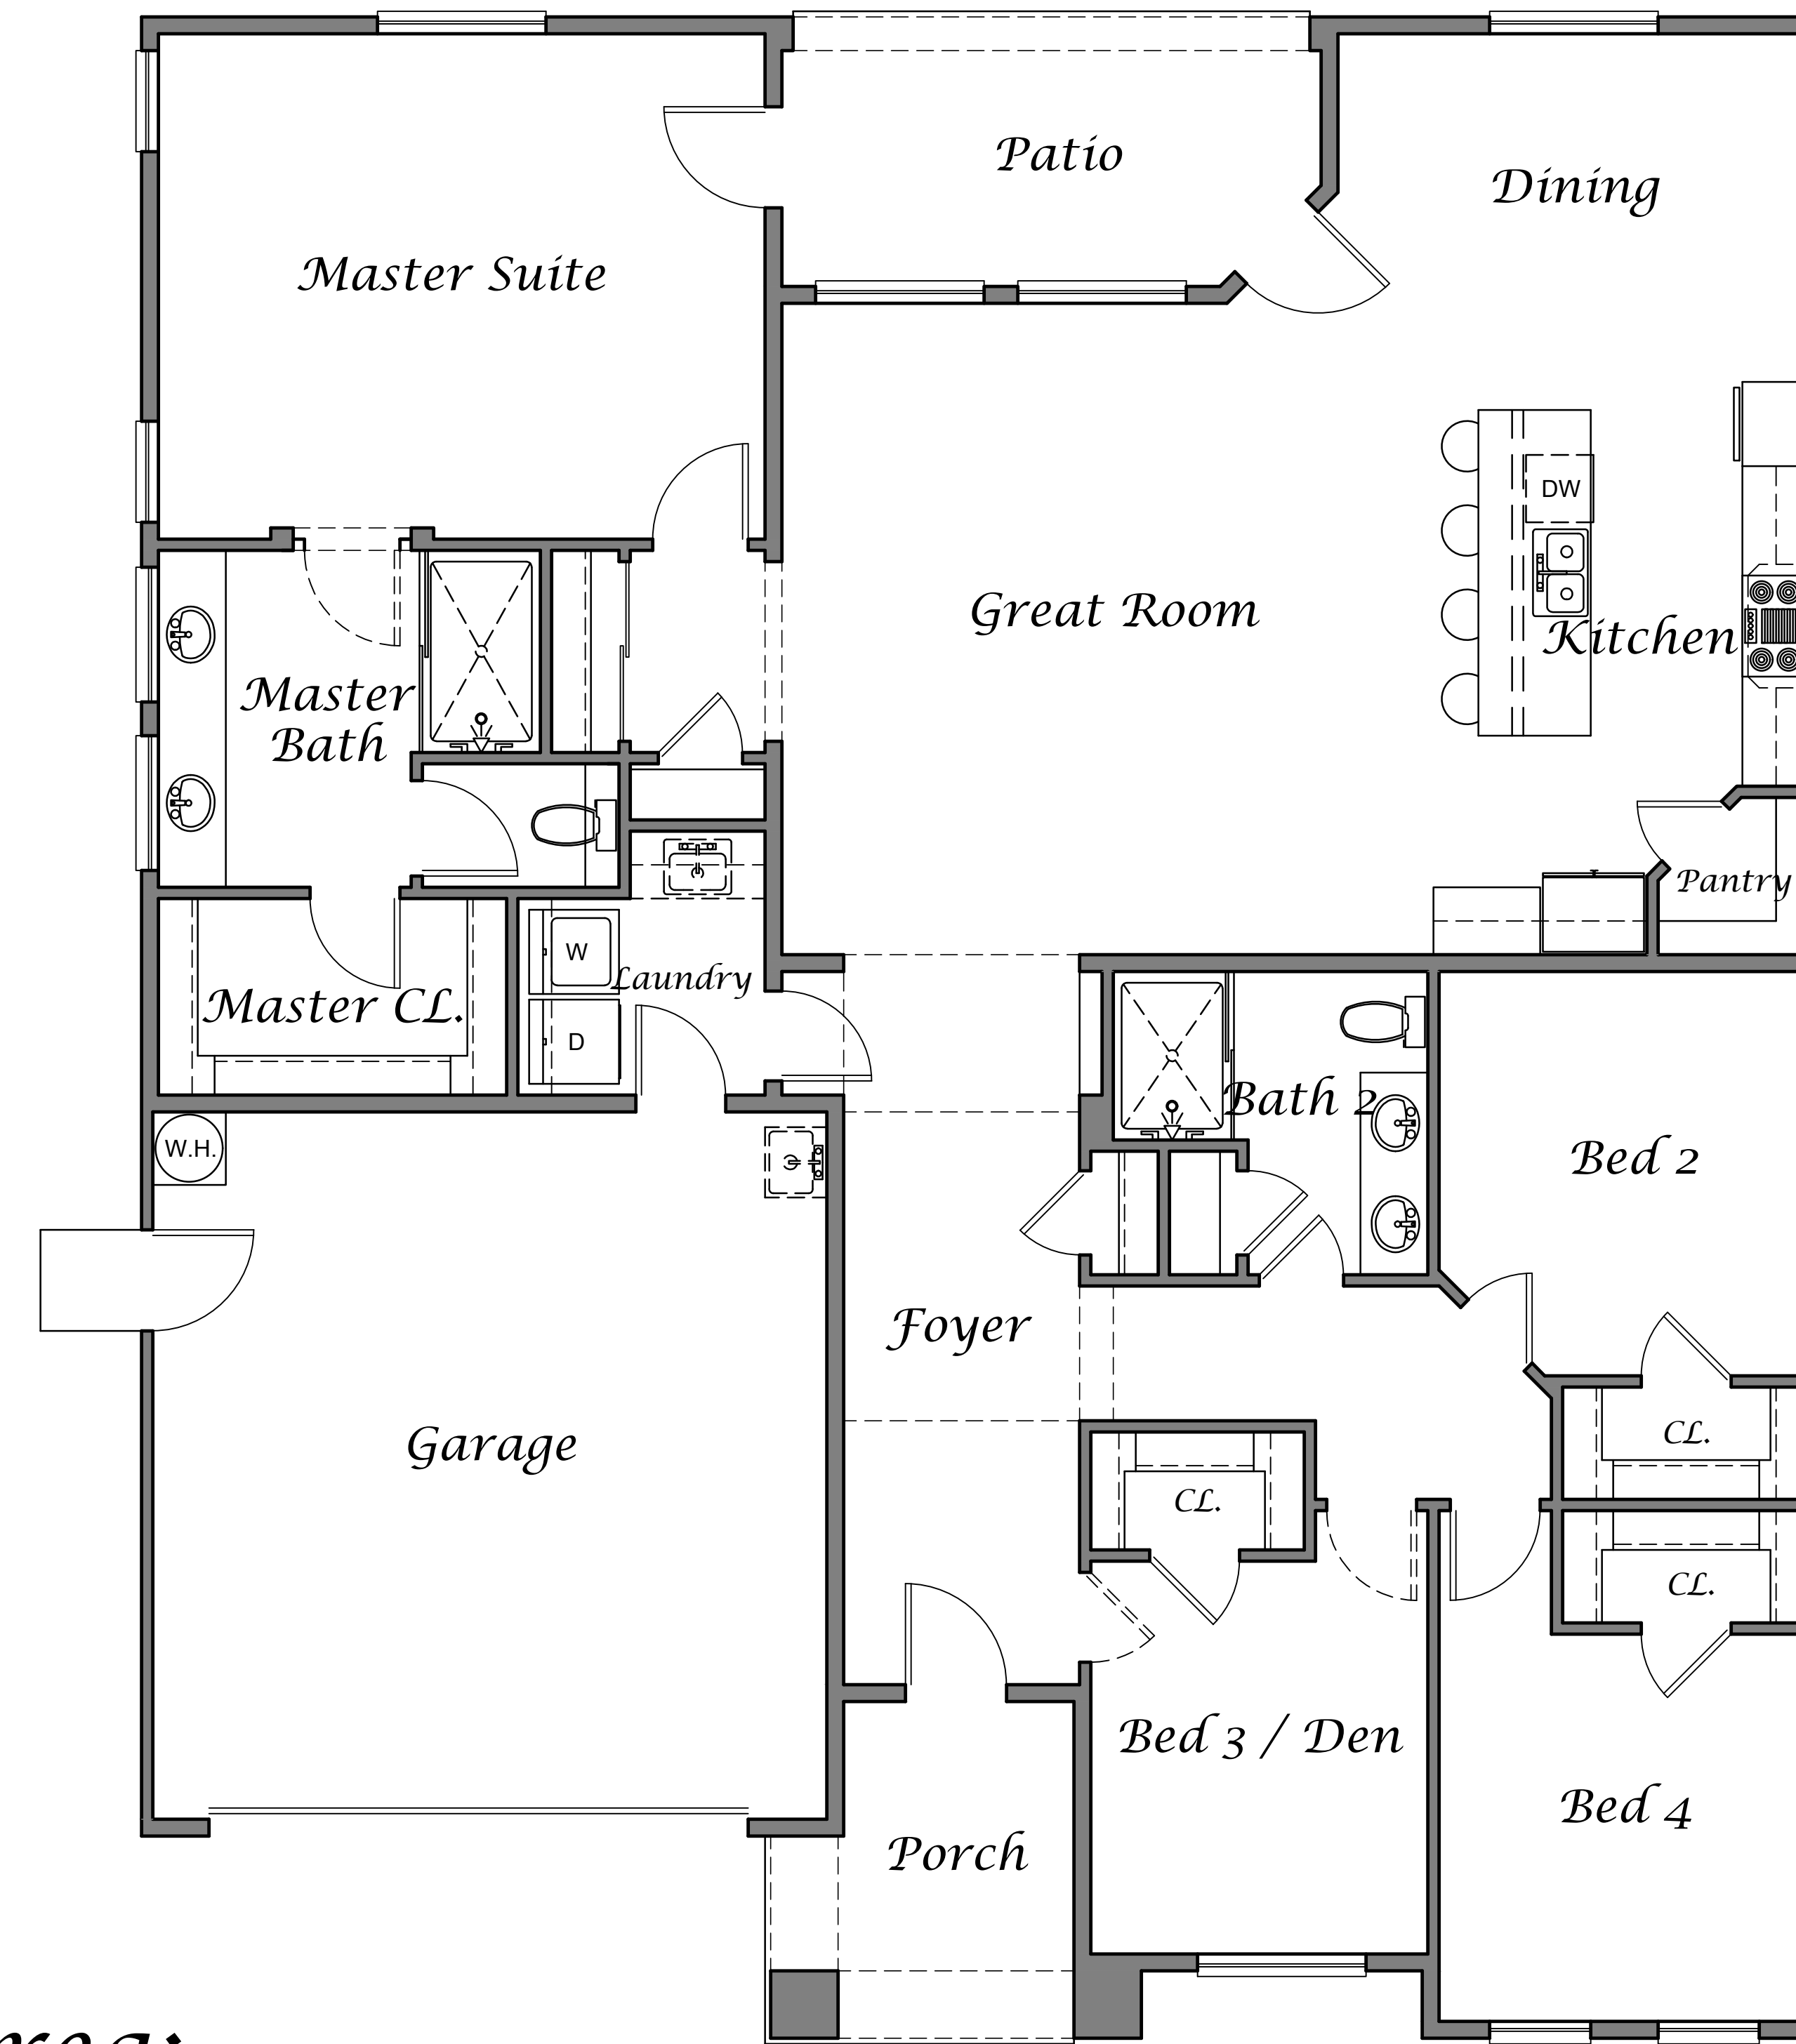 Patio
Dining
Master Suite
DW
Great Room
Kitchen
Master
Bath
Pantry
W
Laundry
Master CL.
D
Bath 2
W.H.
Bed 2
Foyer
CL.
Garage
CL.
CL.
Bed 3 / Den
Bed 4
Porch